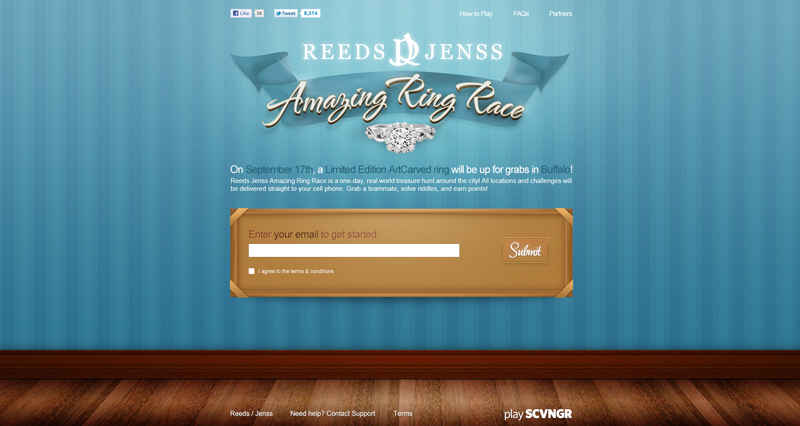 Like 3K Tweet 6,314 How to Play FAQs Partners
REEDS JENSS
Amazing Ring Race
On September 17th, a Limited Edition ArtCarved ring will be up for grabs in Buffalo!
Reeds Jenss Amazing Ring Race is a one-day, real world treasure hunt around the city! All locations and challenges will
be delivered straight to your cell phone. Grab a teammate, solve riddles, and earn points!
Enter your email to get started:
Submit
I agree to the terms & conditions
Reeds / Jenss Need help? Contact Support Terms play SCVNGR